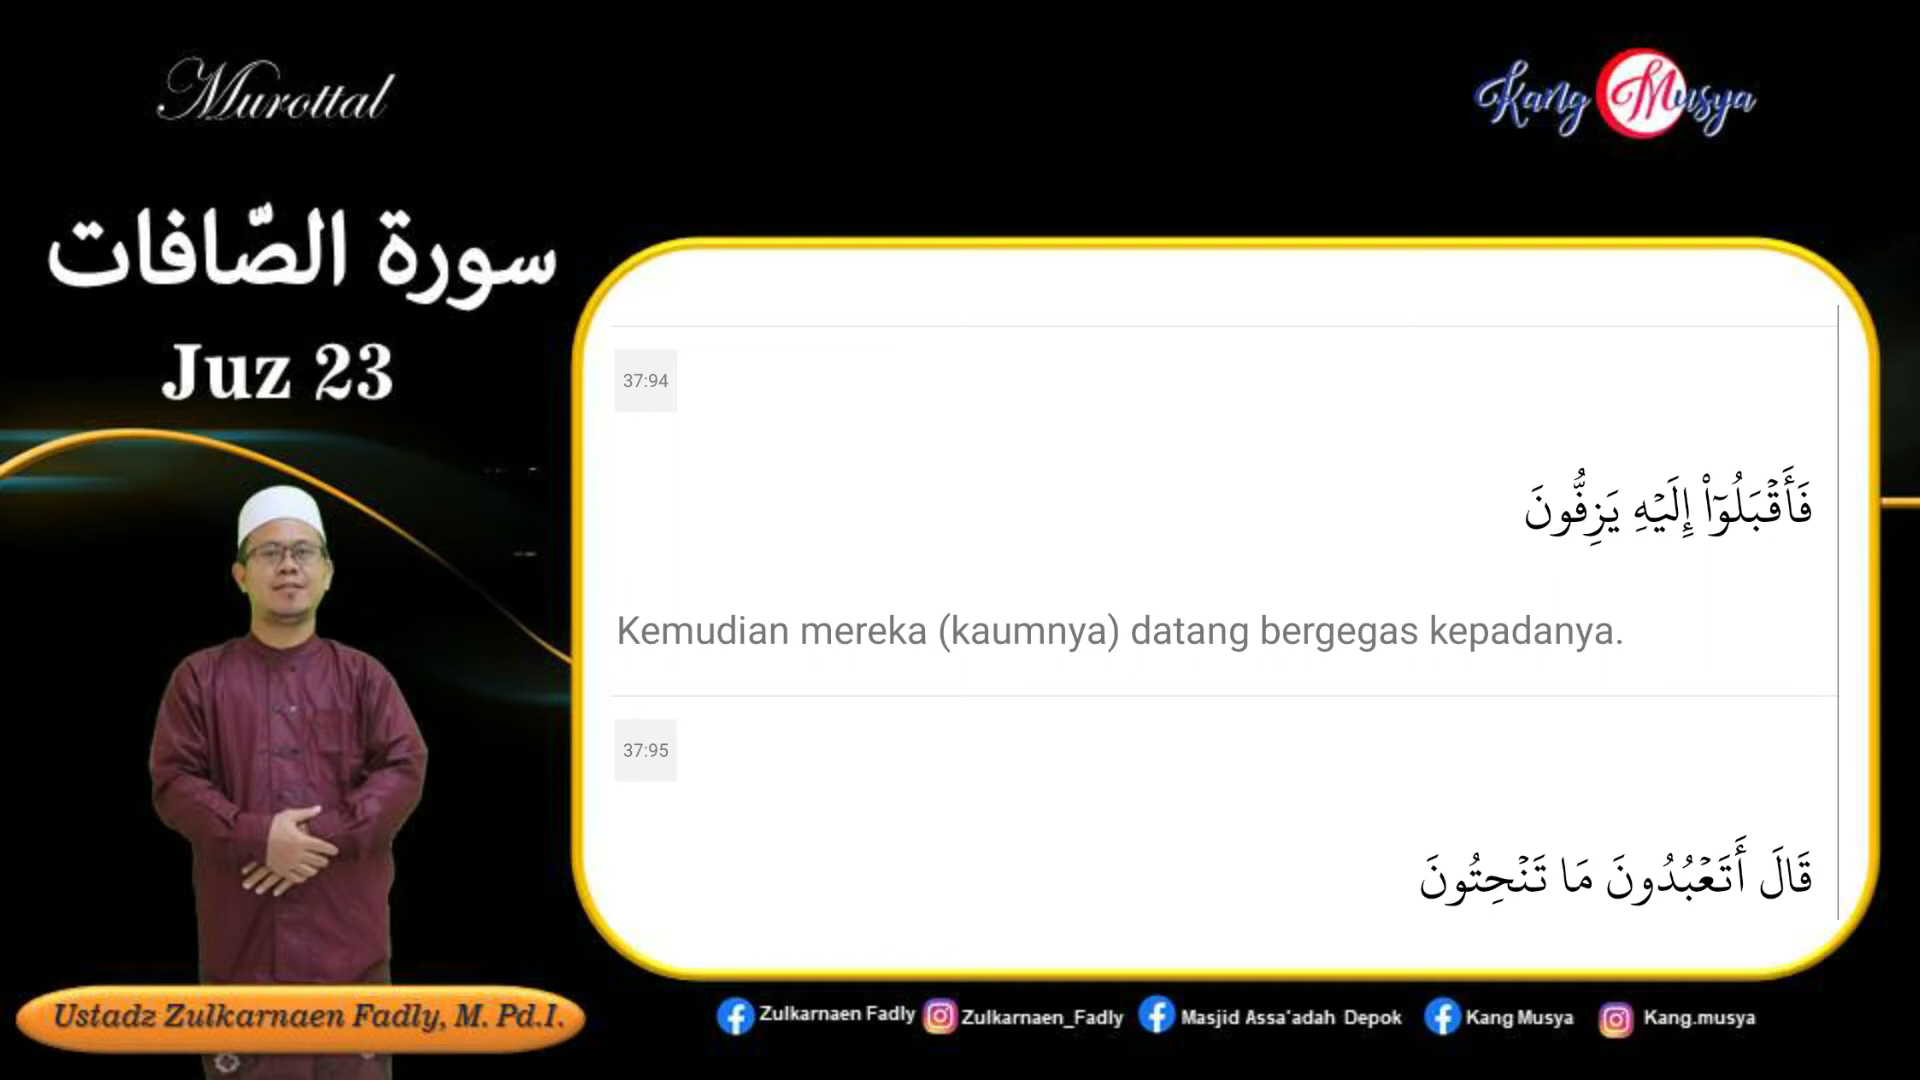 Murottal
Kang Musya
سورة الصّافات
Juz 23
37:94
فَأَقۡبَلُوٓاْ إِلَيۡهِ يَزِفُّونَ
Kemudian mereka (kaumnya) datang bergegas kepadanya.
37:95
قَالَ أَتَعۡبُدُونَ مَا تَنۡحِتُونَ
Ustadz Zulkarnaen Fadly, M. Pd.I.
Zulkarnaen Fadly Zulkarnaen_Fadly Masjid Assa'adah Depok Kang Musya Kang.musya